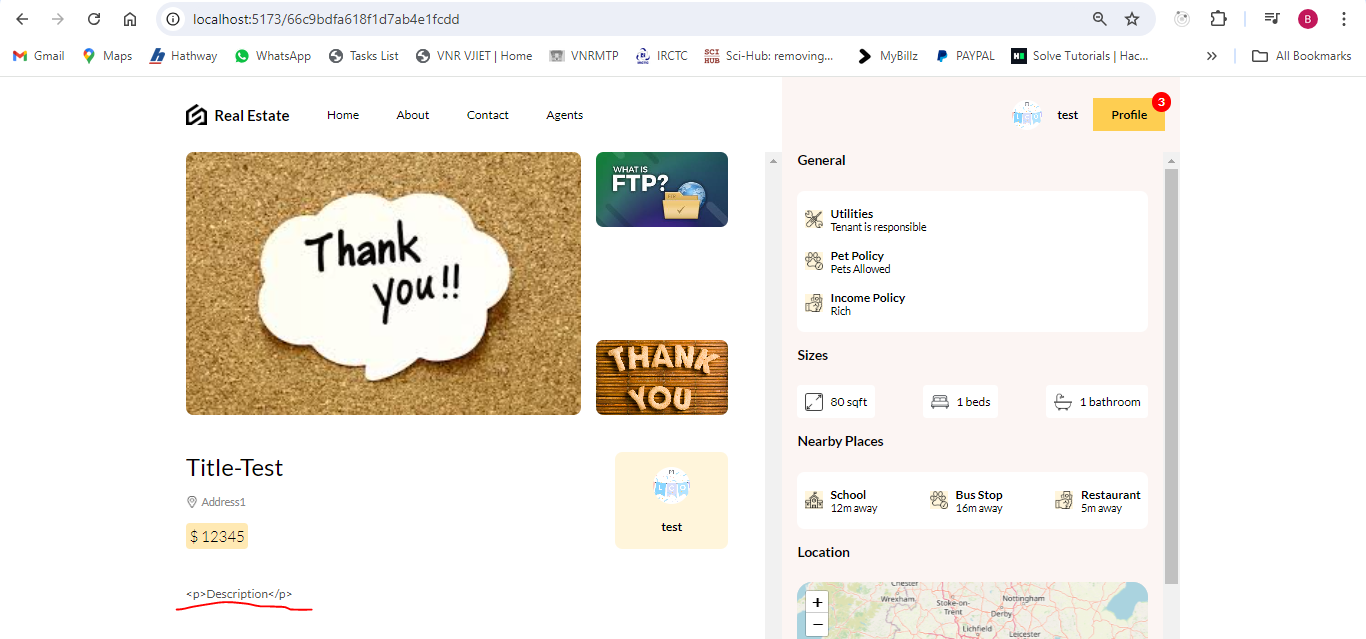 localhost:5173/66c9bdfa618f1d7ab4e1fcdd
B
Gmail Maps Hathway WhatsApp Tasks List VNR VJIET | Home VNRMTP IRCTC SCI HUB Sci-Hub: removing... MyBillz PAYPAL Solve Tutorials | Hac... All Bookmarks
Real Estate Home About Contact Agents
test Profile 3
Thank
you!!
WHAT IS
FTP?
THANK
YOU
Title-Test
Address1
$ 12345
test
<p>Description</p>
General
Utilities
Tenant is responsible
Pet Policy
Pets Allowed
Income Policy
Rich
Sizes
80 sqft 1 beds 1 bathroom
Nearby Places
School Bus Stop Restaurant
12m away 16m away 5m away
Location
+
−
Chester
Wrexham
Stoke-on-Trent
Nottingham
Derby
Lichfield
Leicester